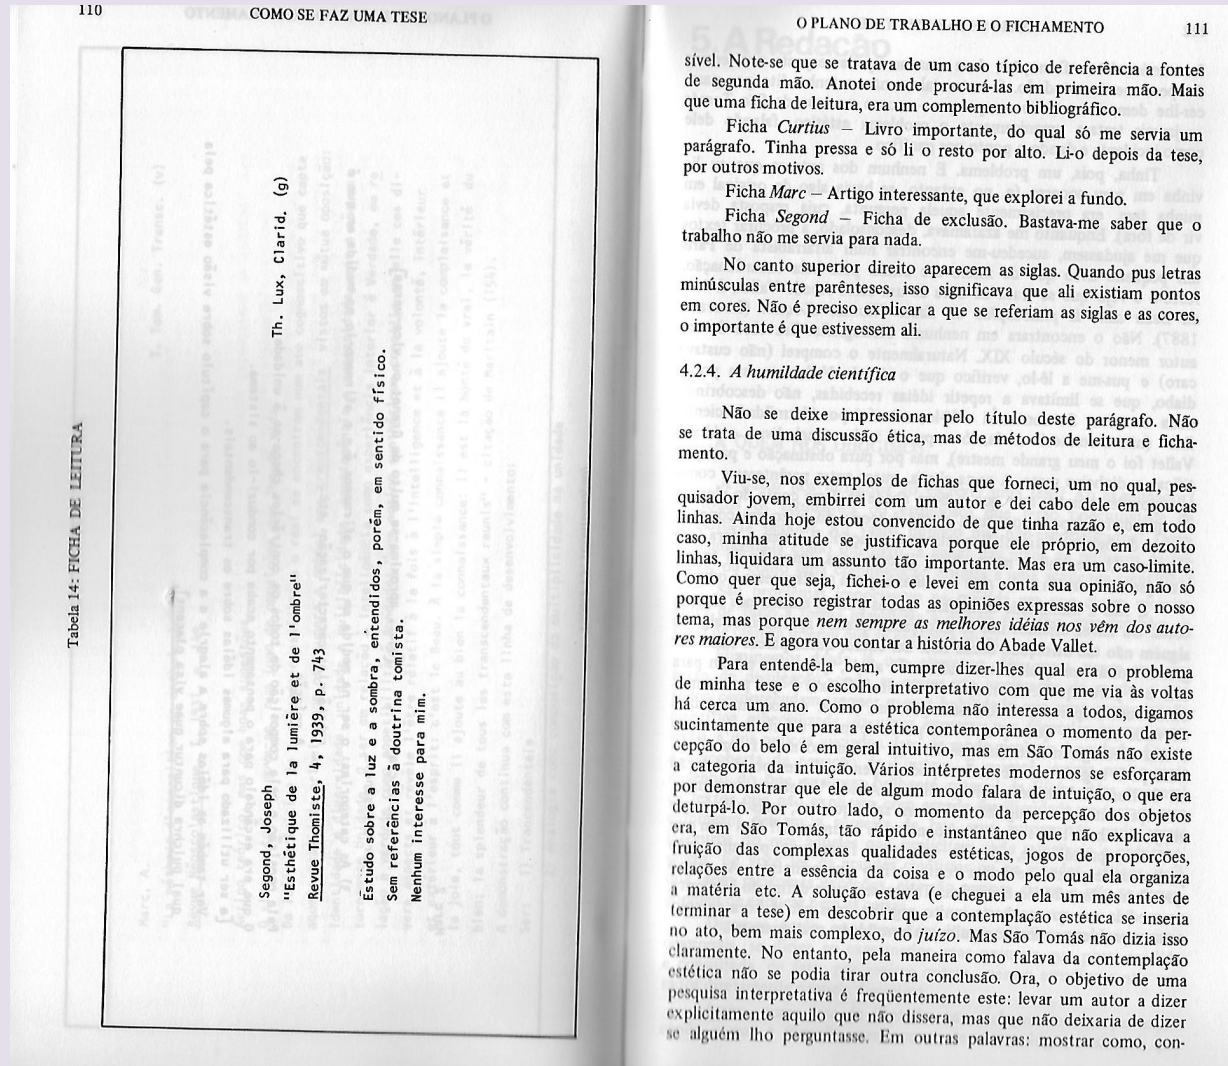 110
COMO SE FAZ UMA TESE
Tabela 14: FICHA DE LEITURA
Th. Lux, Clarid. (g)
Segond, Joseph
"Esthétique de la lumière et de l'ombre"
Revue Thomiste, 4, 1939, p. 743
Estudo sobre a luz e a sombra, entendidos, porém, em sentido físico.
Sem referências à doutrina tomista.
Nenhum interesse para mim.
O PLANO DE TRABALHO E O FICHAMENTO
111
sível. Note-se que se tratava de um caso típico de referência a fontes
de segunda mão. Anotei onde procurá-las em primeira mão. Mais
que uma ficha de leitura, era um complemento bibliográfico.
Ficha Curtius — Livro importante, do qual só me servia um
parágrafo. Tinha pressa e só li o resto por alto. Li-o depois da tese,
por outros motivos.
Ficha Marc — Artigo interessante, que explorei a fundo.
Ficha Segond — Ficha de exclusão. Bastava-me saber que o
trabalho não me servia para nada.
No canto superior direito aparecem as siglas. Quando pus letras
minúsculas entre parênteses, isso significava que ali existiam pontos
em cores. Não é preciso explicar a que se referiam as siglas e as cores,
o importante é que estivessem ali.
4.2.4. A humildade científica
Não se deixe impressionar pelo título deste parágrafo. Não
se trata de uma discussão ética, mas de métodos de leitura e ficha-
mento.
Viu-se, nos exemplos de fichas que forneci, um no qual, pes-
quisador jovem, embirrei com um autor e dei cabo dele em poucas
linhas. Ainda hoje estou convencido de que tinha razão e, em todo
caso, minha atitude se justificava porque ele próprio, em dezoito
linhas, liquidara um assunto tão importante. Mas era um caso-limite.
Como quer que seja, fichei-o e levei em conta sua opinião, não só
porque é preciso registrar todas as opiniões expressas sobre o nosso
tema, mas porque nem sempre as melhores idéias nos vêm dos auto-
res maiores. E agora vou contar a história do Abade Vallet.
Para entendê-la bem, cumpre dizer-lhes qual era o problema
de minha tese e o escolho interpretativo com que me via às voltas
há cerca um ano. Como o problema não interessa a todos, digamos
sucintamente que para a estética contemporânea o momento da per-
cepção do belo é em geral intuitivo, mas em São Tomás não existe
a categoria da intuição. Vários intérpretes modernos se esforçaram
por demonstrar que ele de algum modo falara de intuição, o que era
deturpá-lo. Por outro lado, o momento da percepção dos objetos
era, em São Tomás, tão rápido e instantâneo que não explicava a
fruição das complexas qualidades estéticas, jogos de proporções,
relações entre a essência da coisa e o modo pelo qual ela organiza
a matéria etc. A solução estava (e cheguei a ela um mês antes de
terminar a tese) em descobrir que a contemplação estética se inseria
no ato, bem mais complexo, do juízo. Mas São Tomás não dizia isso
claramente. No entanto, pela maneira como falava da contemplação
estética não se podia tirar outra conclusão. Ora, o objetivo de uma
pesquisa interpretativa é freqüentemente este: levar um autor a dizer
explicitamente aquilo que não dissera, mas que não deixaria de dizer
se alguém lho perguntasse. Em outras palavras: mostrar como, con-